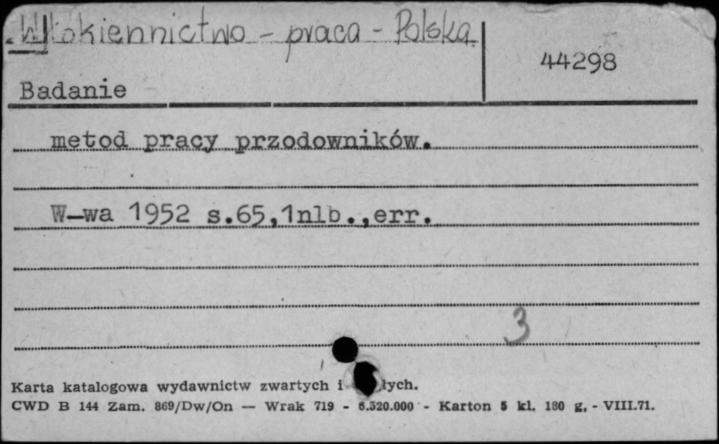 Włókiennictwo - praca - Polska
44298
Badanie
metod pracy przodowników.
W-wa 1952 s.65,1nlb.,err.
3
Karta katalogowa wydawnictw zwartych i
CWD B 144 Zam. 869/Dw/On — Wrak 719 - 6.520.000 - Karton 5 kl. 180 g, - VIII.71.